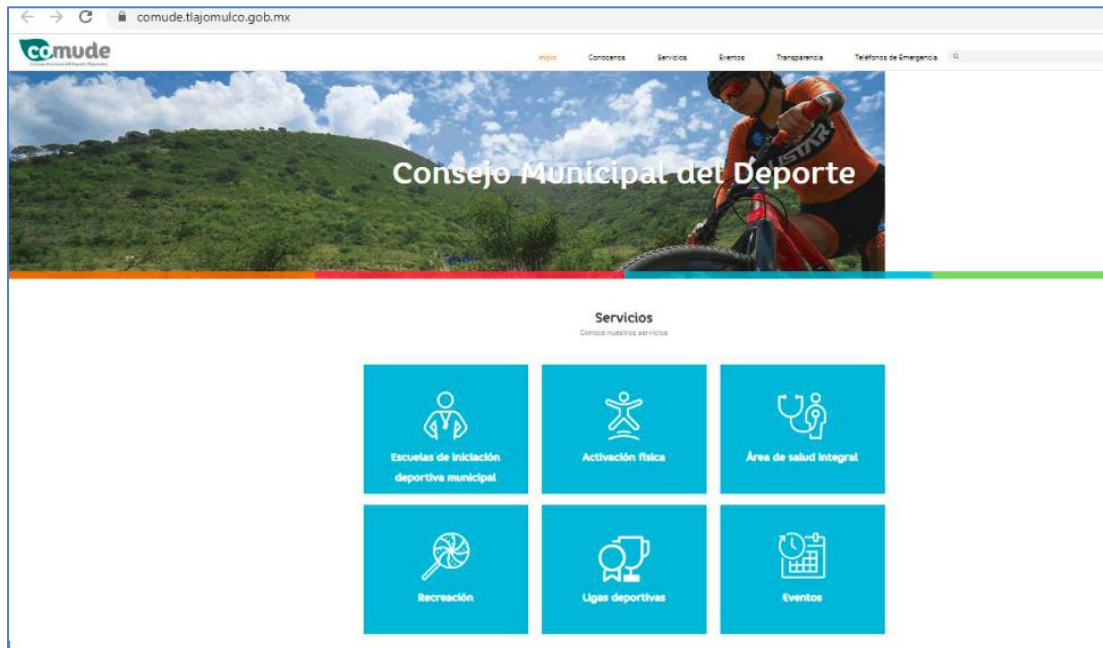 comude.tlajomulco.gob.mx
comude
Inicio Conocenos Servicios Eventos Transparencia Teléfonos de Emergencia
Consejo Municipal del Deporte
Servicios
Conoce nuestros servicios
Escuelas de iniciación
deportiva municipal
Activación física
Área de salud integral
Recreación
Ligas deportivas
Eventos